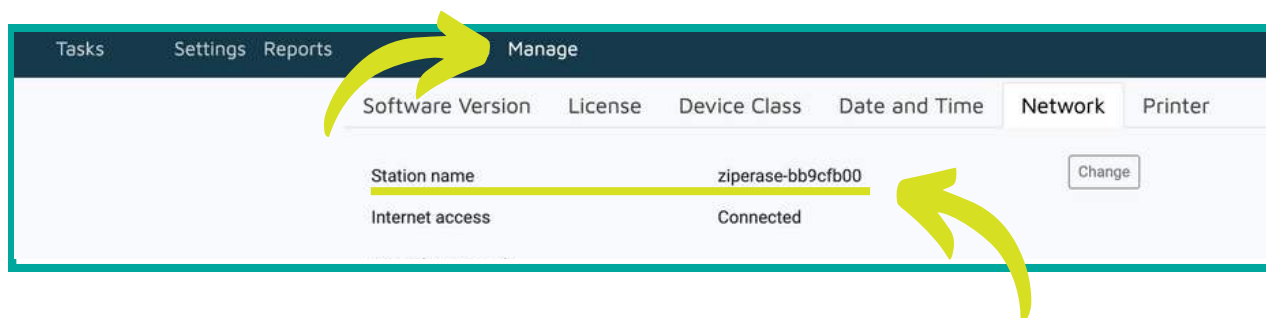 Tasks Settings Reports Manage
Software Version License Device Class Date and Time Network Printer
Station name ziperase-bb9cfb00 Change
Internet access Connected